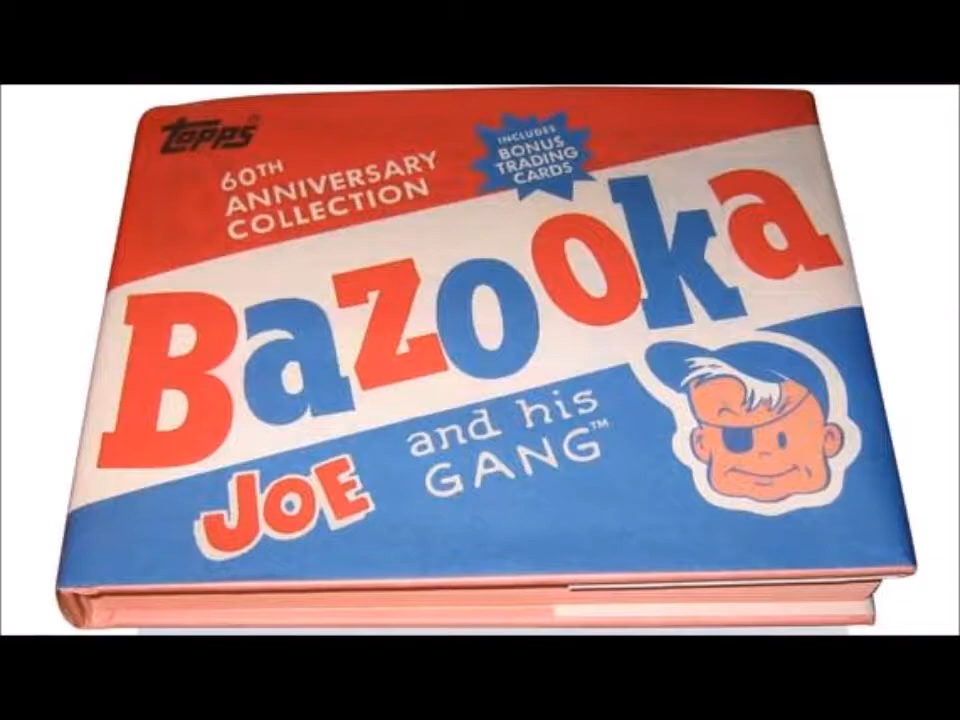 Topps®
60TH
ANNIVERSARY
COLLECTION
INCLUDES
BONUS
TRADING
CARDS
Bazooka
JOE
and his
GANG™